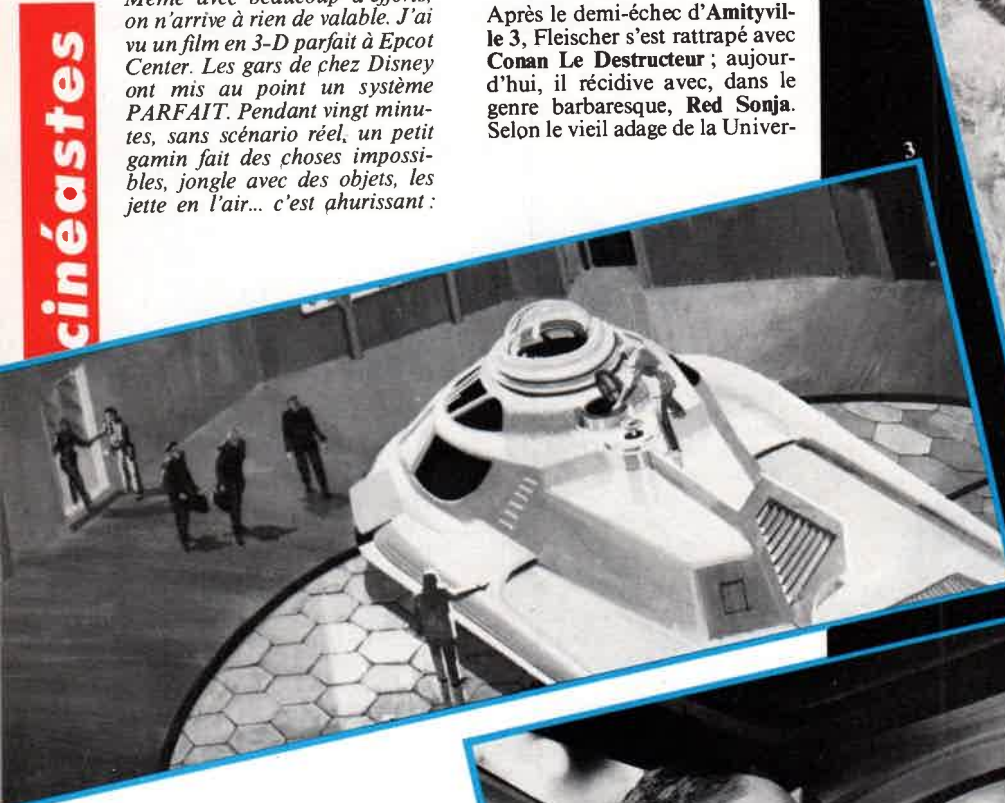 cinéastes
Même avec beaucoup d'efforts,
on n'arrive à rien de valable. J'ai
vu un film en 3-D parfait à Epcot
Center. Les gars de chez Disney
ont mis au point un système
PARFAIT. Pendant vingt minu-
tes, sans scénario réel, un petit
gamin fait des choses impossi-
bles, jongle avec des objets, les
jette en l'air... c'est ahurissant :
Après le demi-échec d'Amityvil-
le 3, Fleischer s'est rattrapé avec
Conan Le Destructeur ; aujour-
d'hui, il récidive avec, dans le
genre barbaresque, Red Sonja.
Selon le vieil adage de la Univer-
3